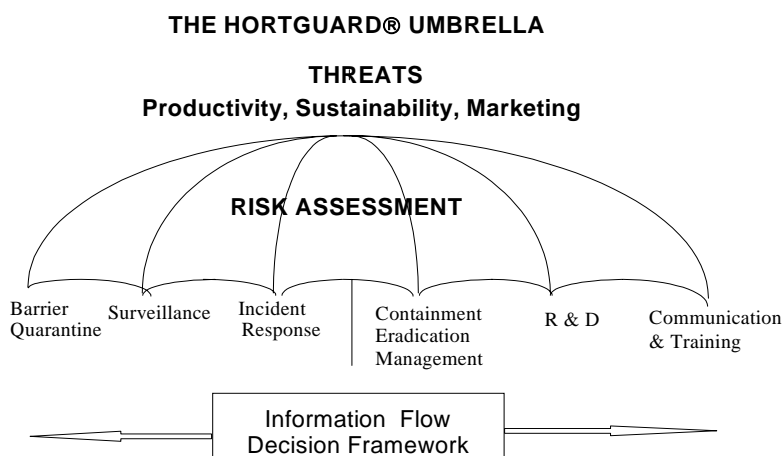 THE HORTGUARD® UMBRELLA
THREATS
Productivity, Sustainability, Marketing
RISK ASSESSMENT
Barrier
Quarantine
Surveillance
Incident
Response
Containment
Eradication
Management
R & D
Communication
& Training
Information Flow
Decision Framework